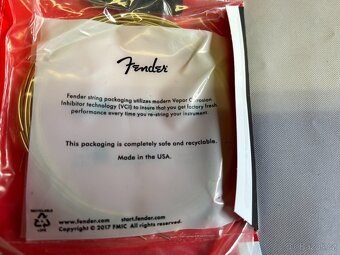 Fender
Fender string packaging utilizes modern Vapor Corrosion
Inhibitor technology (VCI) to insure that you get factory fresh
performance every time you re-string your instrument.
This packaging is completely safe and recyclable.
Made in the USA.
RECYCLABLE
www.fender.com start.fender.com
Copyright © 2017 FMIC All rights reserved.